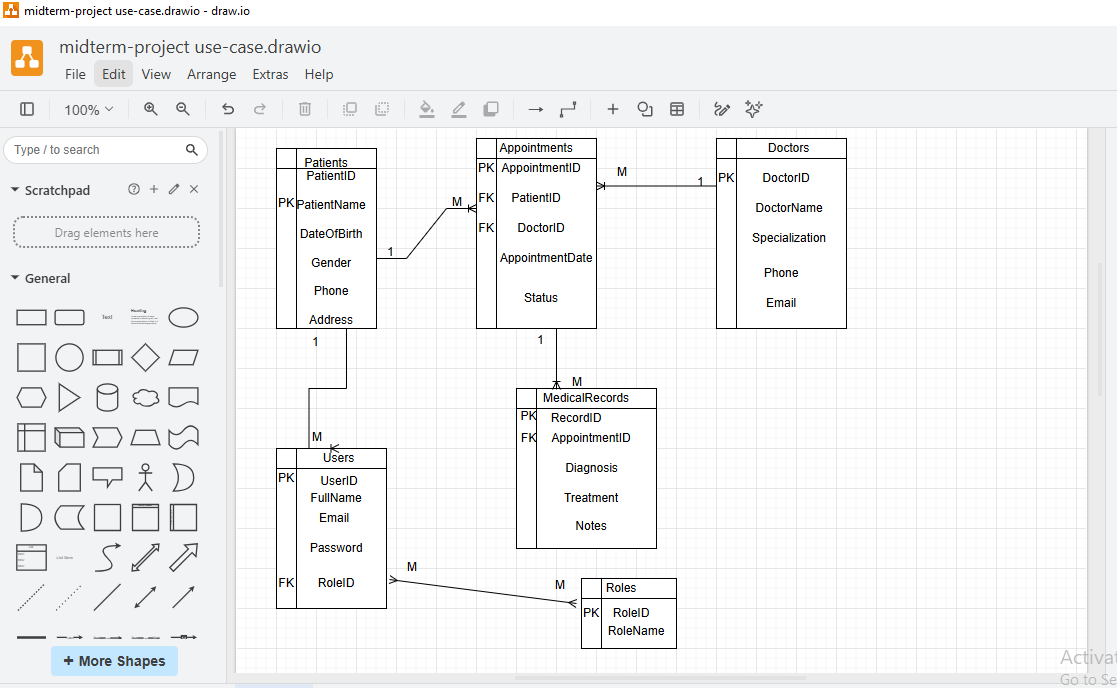 midterm-project use-case.drawio - draw.io
midterm-project use-case.drawio
File Edit View Arrange Extras Help
100%
Type / to search
Scratchpad
Drag elements here
General
Text
Heading
List Item
+ More Shapes
Patients
PatientID
PK PatientName
DateOfBirth
Gender
Phone
Address
1
M
Appointments
PK AppointmentID
FK PatientID
FK DoctorID
AppointmentDate
Status
M
1
Doctors
PK DoctorID
DoctorName
Specialization
Phone
Email
1
M
1
M
MedicalRecords
PK RecordID
FK AppointmentID
Diagnosis
Treatment
Notes
Users
PK UserID
FullName
Email
Password
FK RoleID
M
M
Roles
PK RoleID
RoleName
Activat
Go to Se